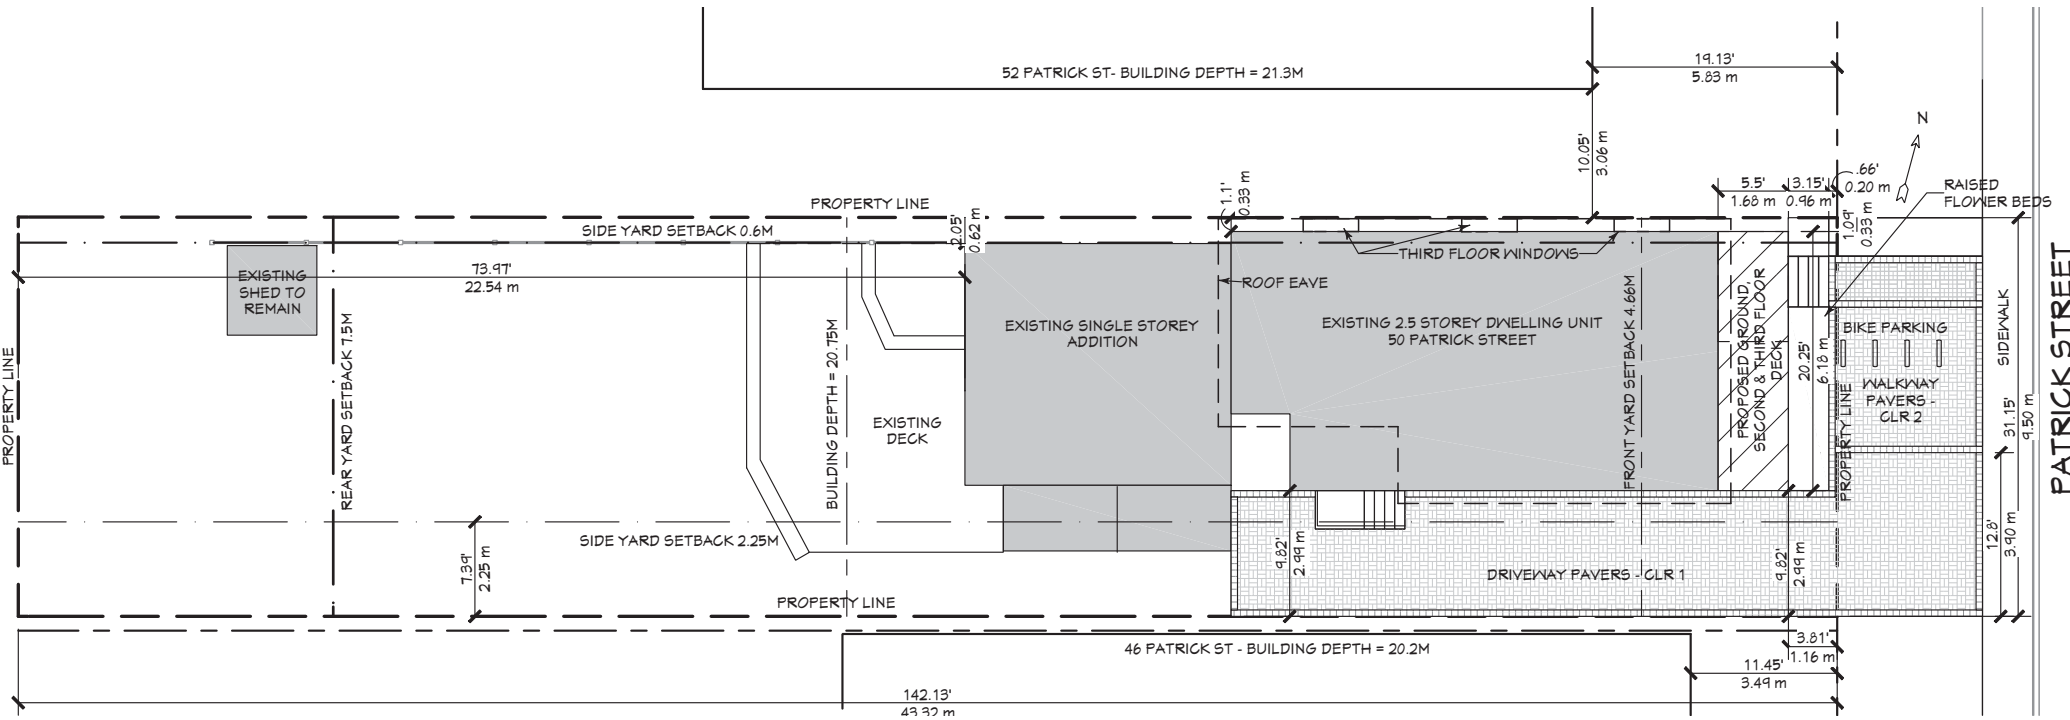 52 PATRICK ST- BUILDING DEPTH = 21.3M
19.13'
5.83 m
N
10.05'
3.06 m
.66'
0.20 m
5.5'
1.68 m
3.15'
0.96 m
RAISED
FLOWER BEDS
1.1'
0.33 m
1.09'
0.33 m
PROPERTY LINE
2.05'
0.62 m
SIDE YARD SETBACK 0.6M
THIRD FLOOR WINDOWS
73.97'
22.54 m
EXISTING
SHED TO
REMAIN
ROOF EAVE
EXISTING SINGLE STOREY
ADDITION
EXISTING 2.5 STOREY DWELLING UNIT
50 PATRICK STREET
PROPERTY LINE
REAR YARD SETBACK 7.5M
BUILDING DEPTH = 20.75M
EXISTING
DECK
FRONT YARD SETBACK 4.66M
PROPOSED GROUND,
SECOND & THIRD FLOOR
DECK
20.25'
6.18 m
PROPERTY LINE
BIKE PARKING
WALKWAY
PAVERS -
CLR 2
SIDEWALK
31.15'
9.50 m
PATRICK STREET
SIDE YARD SETBACK 2.25M
7.39'
2.25 m
9.82'
2.99 m
DRIVEWAY PAVERS - CLR 1
9.82'
2.99 m
12.8'
3.90 m
PROPERTY LINE
46 PATRICK ST - BUILDING DEPTH = 20.2M
3.81'
1.16 m
11.45'
3.49 m
142.13'
43.32 m